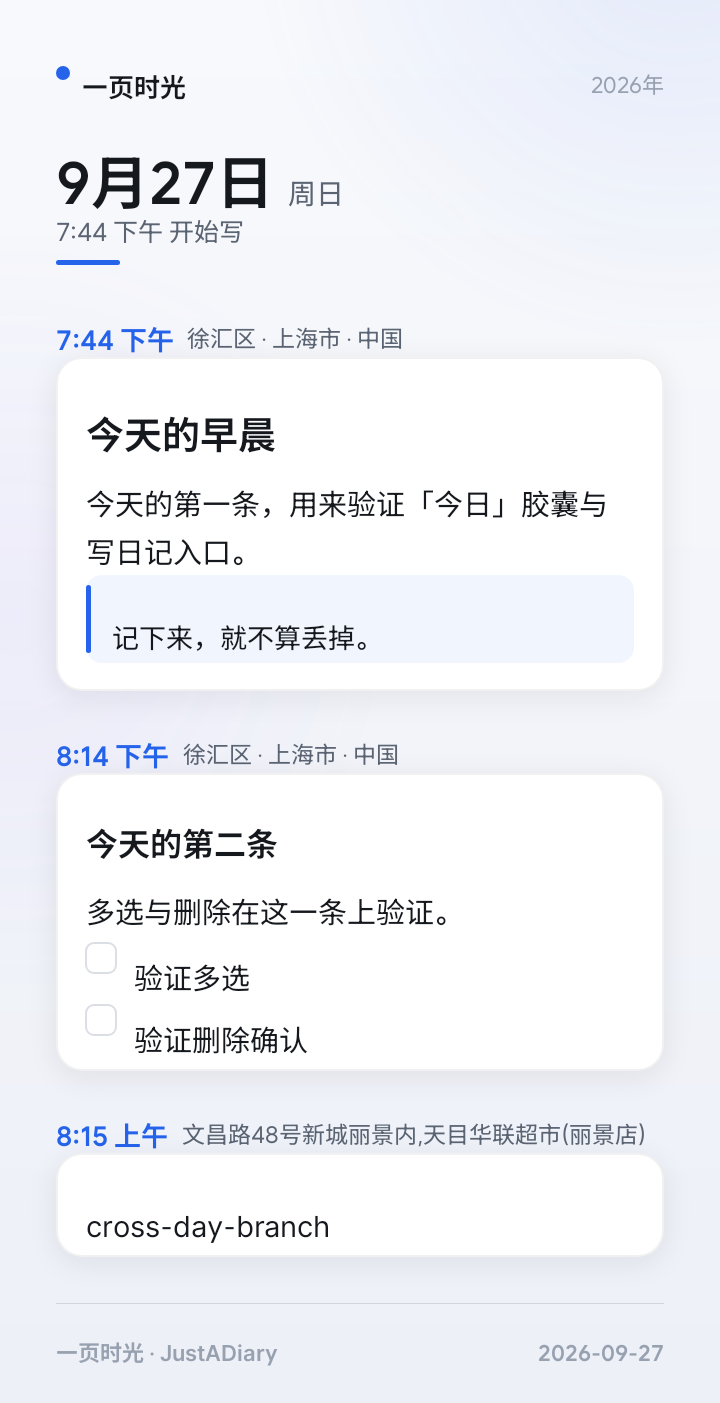 一页时光
2026年
9月27日 周日
7:44 下午 开始写
7:44 下午 徐汇区 · 上海市 · 中国
今天的早晨
今天的第一条，用来验证「今日」胶囊与
写日记入口。
记下来，就不算丢掉。
8:14 下午 徐汇区 · 上海市 · 中国
今天的第二条
多选与删除在这一条上验证。
验证多选
验证删除确认
8:15 上午 文昌路48号新城丽景内,天目华联超市(丽景店)
cross-day-branch
一页时光 · JustADiary
2026-09-27